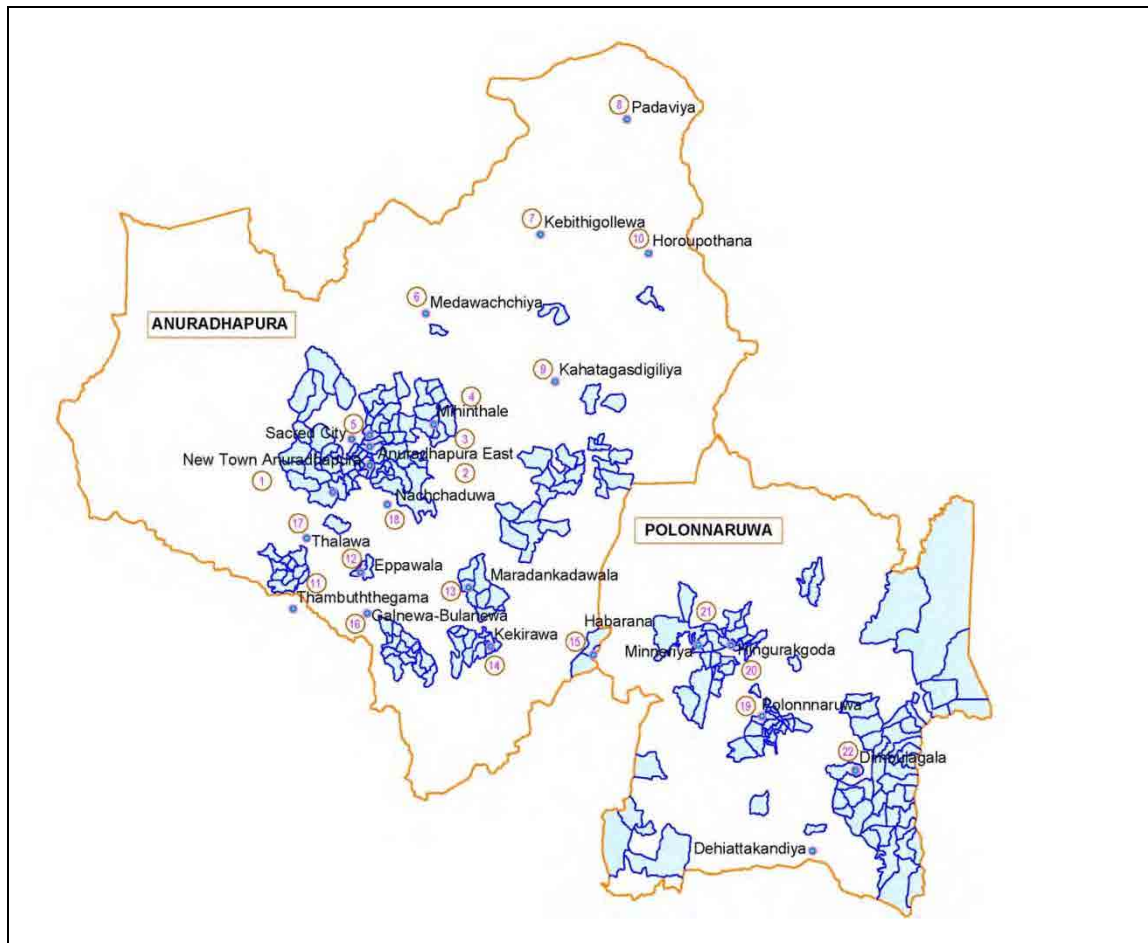 8 Padaviya
7 Kebithigollewa
10 Horoupothana
6 Medawachchiya
ANURADHAPURA
9 Kahatagasdigiliya
4
Mihinthale
5
Sacred City
3
Anuradhapura East
New Town Anuradhapura
2
1
Nachchaduwa
18
17
Thalawa
POLONNARUWA
12
Eppawala
Maradankadawala
11
13
Thambuththegama
Galnewa-Bulanewa
16
Habarana
21
Kekirawa
15
Minneriya
Hingurakgoda
14
20
19
Polonnnaruwa
22
Dimbulagala
Dehiattakandiya